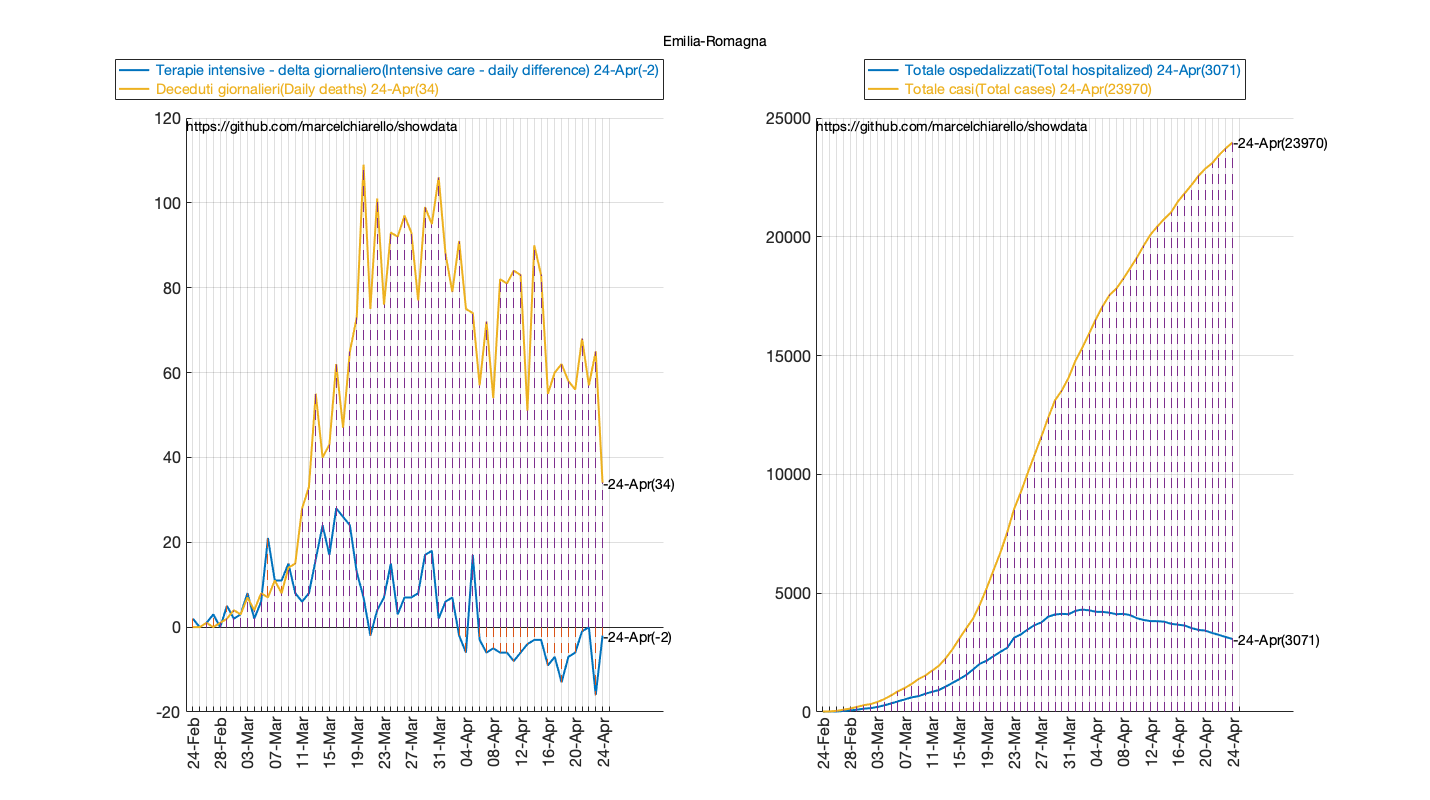 Emilia-Romagna
Terapie intensive - delta giornaliero(Intensive care - daily difference) 24-Apr(-2)
Deceduti giornalieri(Daily deaths) 24-Apr(34)
https://github.com/marcelchiarello/showdata
120
100
80
60
40
20
0
-20
-24-Apr(34)
-24-Apr(-2)
24-Feb
28-Feb
03-Mar
07-Mar
11-Mar
15-Mar
19-Mar
23-Mar
27-Mar
31-Mar
04-Apr
08-Apr
12-Apr
16-Apr
20-Apr
24-Apr
Totale ospedalizzati(Total hospitalized) 24-Apr(3071)
Totale casi(Total cases) 24-Apr(23970)
https://github.com/marcelchiarello/showdata
25000
20000
15000
10000
5000
0
-24-Apr(23970)
-24-Apr(3071)
24-Feb
28-Feb
03-Mar
07-Mar
11-Mar
15-Mar
19-Mar
23-Mar
27-Mar
31-Mar
04-Apr
08-Apr
12-Apr
16-Apr
20-Apr
24-Apr